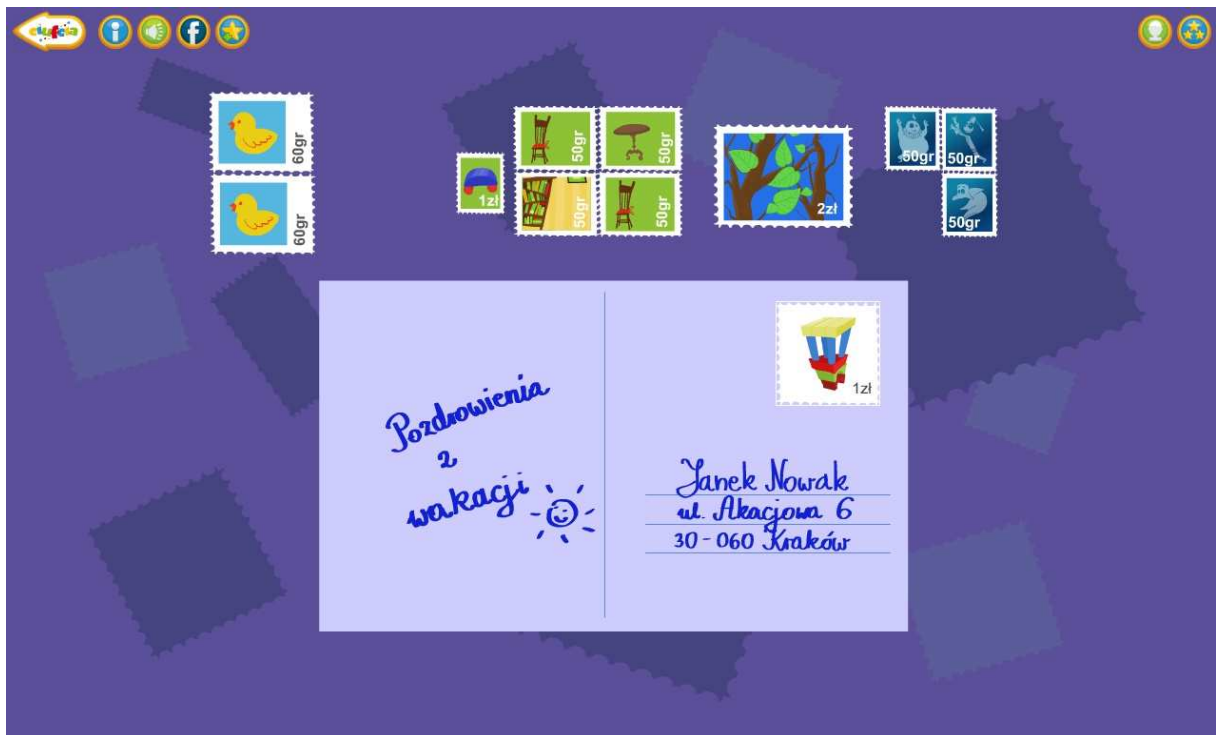 ciufcia
60gr
60gr
1zł
50gr
50gr
50gr
50gr
2zł
50gr
50gr
50gr
1zł
Pozdrowienia
z
wakacji
Janek Nowak
ul. Akacjowa 6
30-060 Kraków